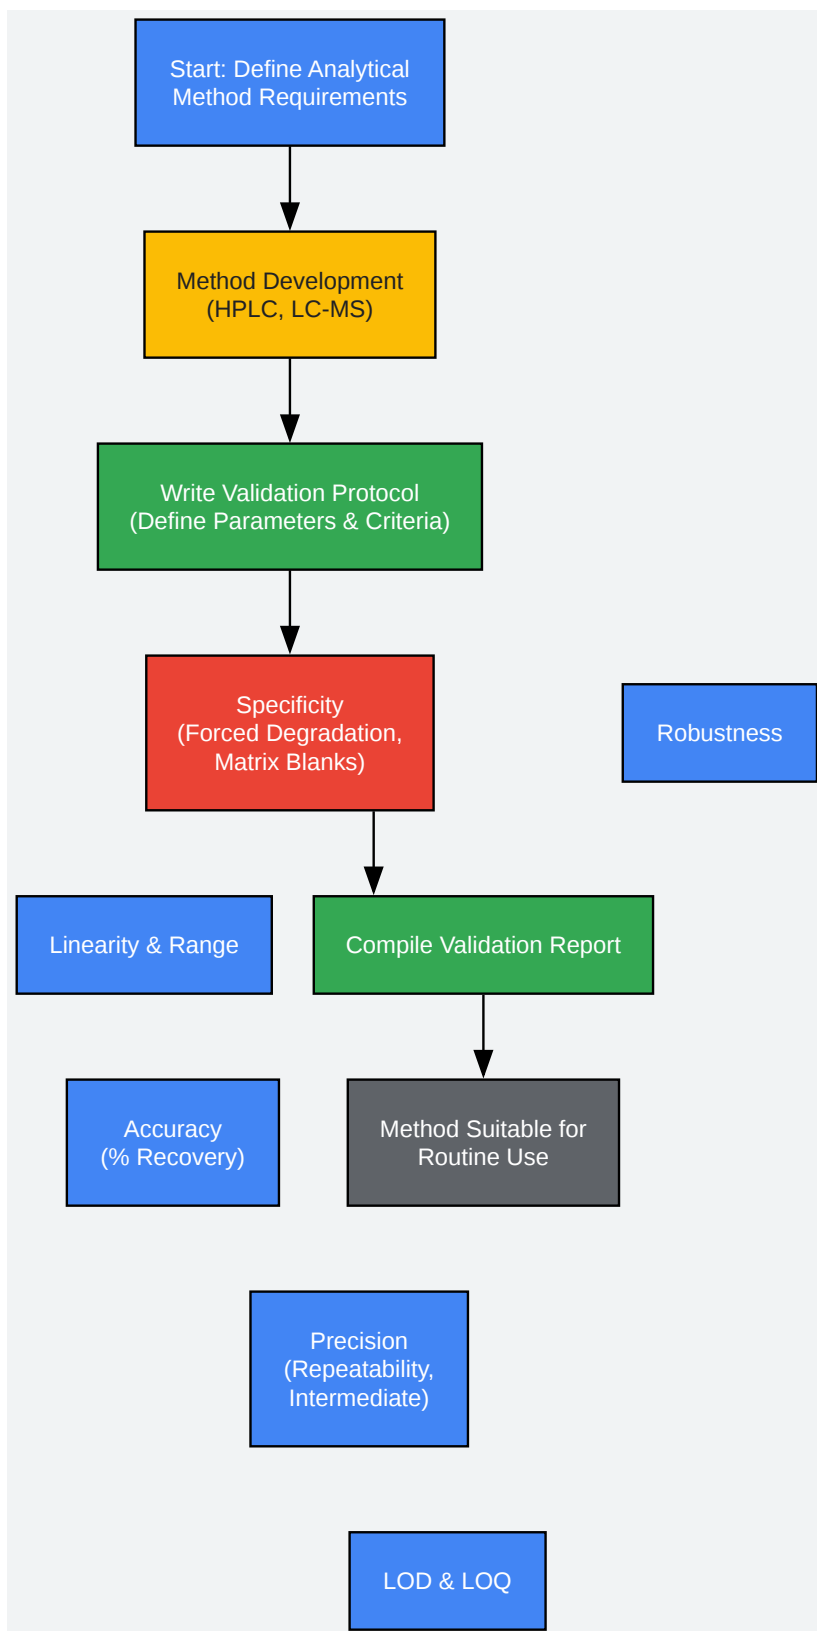 Start: Define Analytical
Method Requirements
Method Development
(HPLC, LC-MS)
Write Validation Protocol
(Define Parameters & Criteria)
Specificity
(Forced Degradation,
Matrix Blanks)
Robustness
Linearity & Range
Compile Validation Report
Accuracy
(% Recovery)
Method Suitable for
Routine Use
Precision
(Repeatability,
Intermediate)
LOD & LOQ